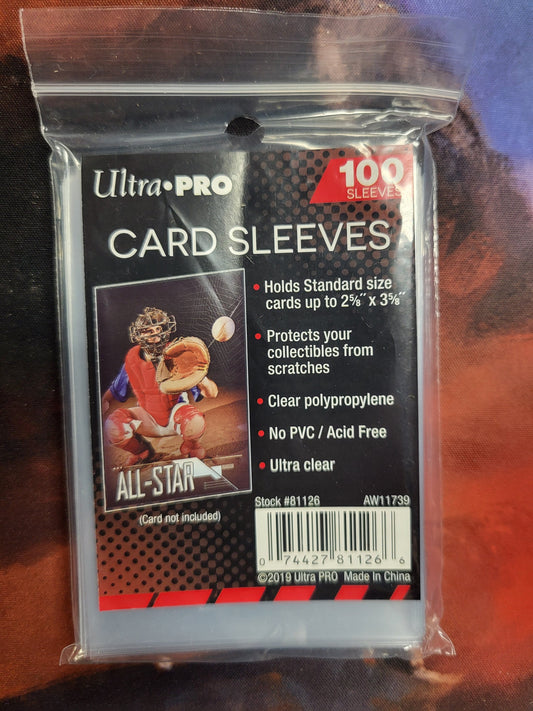 Ultra•PRO
100
SLEEVES
CARD SLEEVES
• Holds Standard size
cards up to 2⅝" x 3⅝"
• Protects your
collectibles from
scratches
• Clear polypropylene
• No PVC / Acid Free
• Ultra clear
ALL-STAR
(Card not included)
Stock #81126 AW11739
0 74427 81126 6
©2019 Ultra PRO Made In China